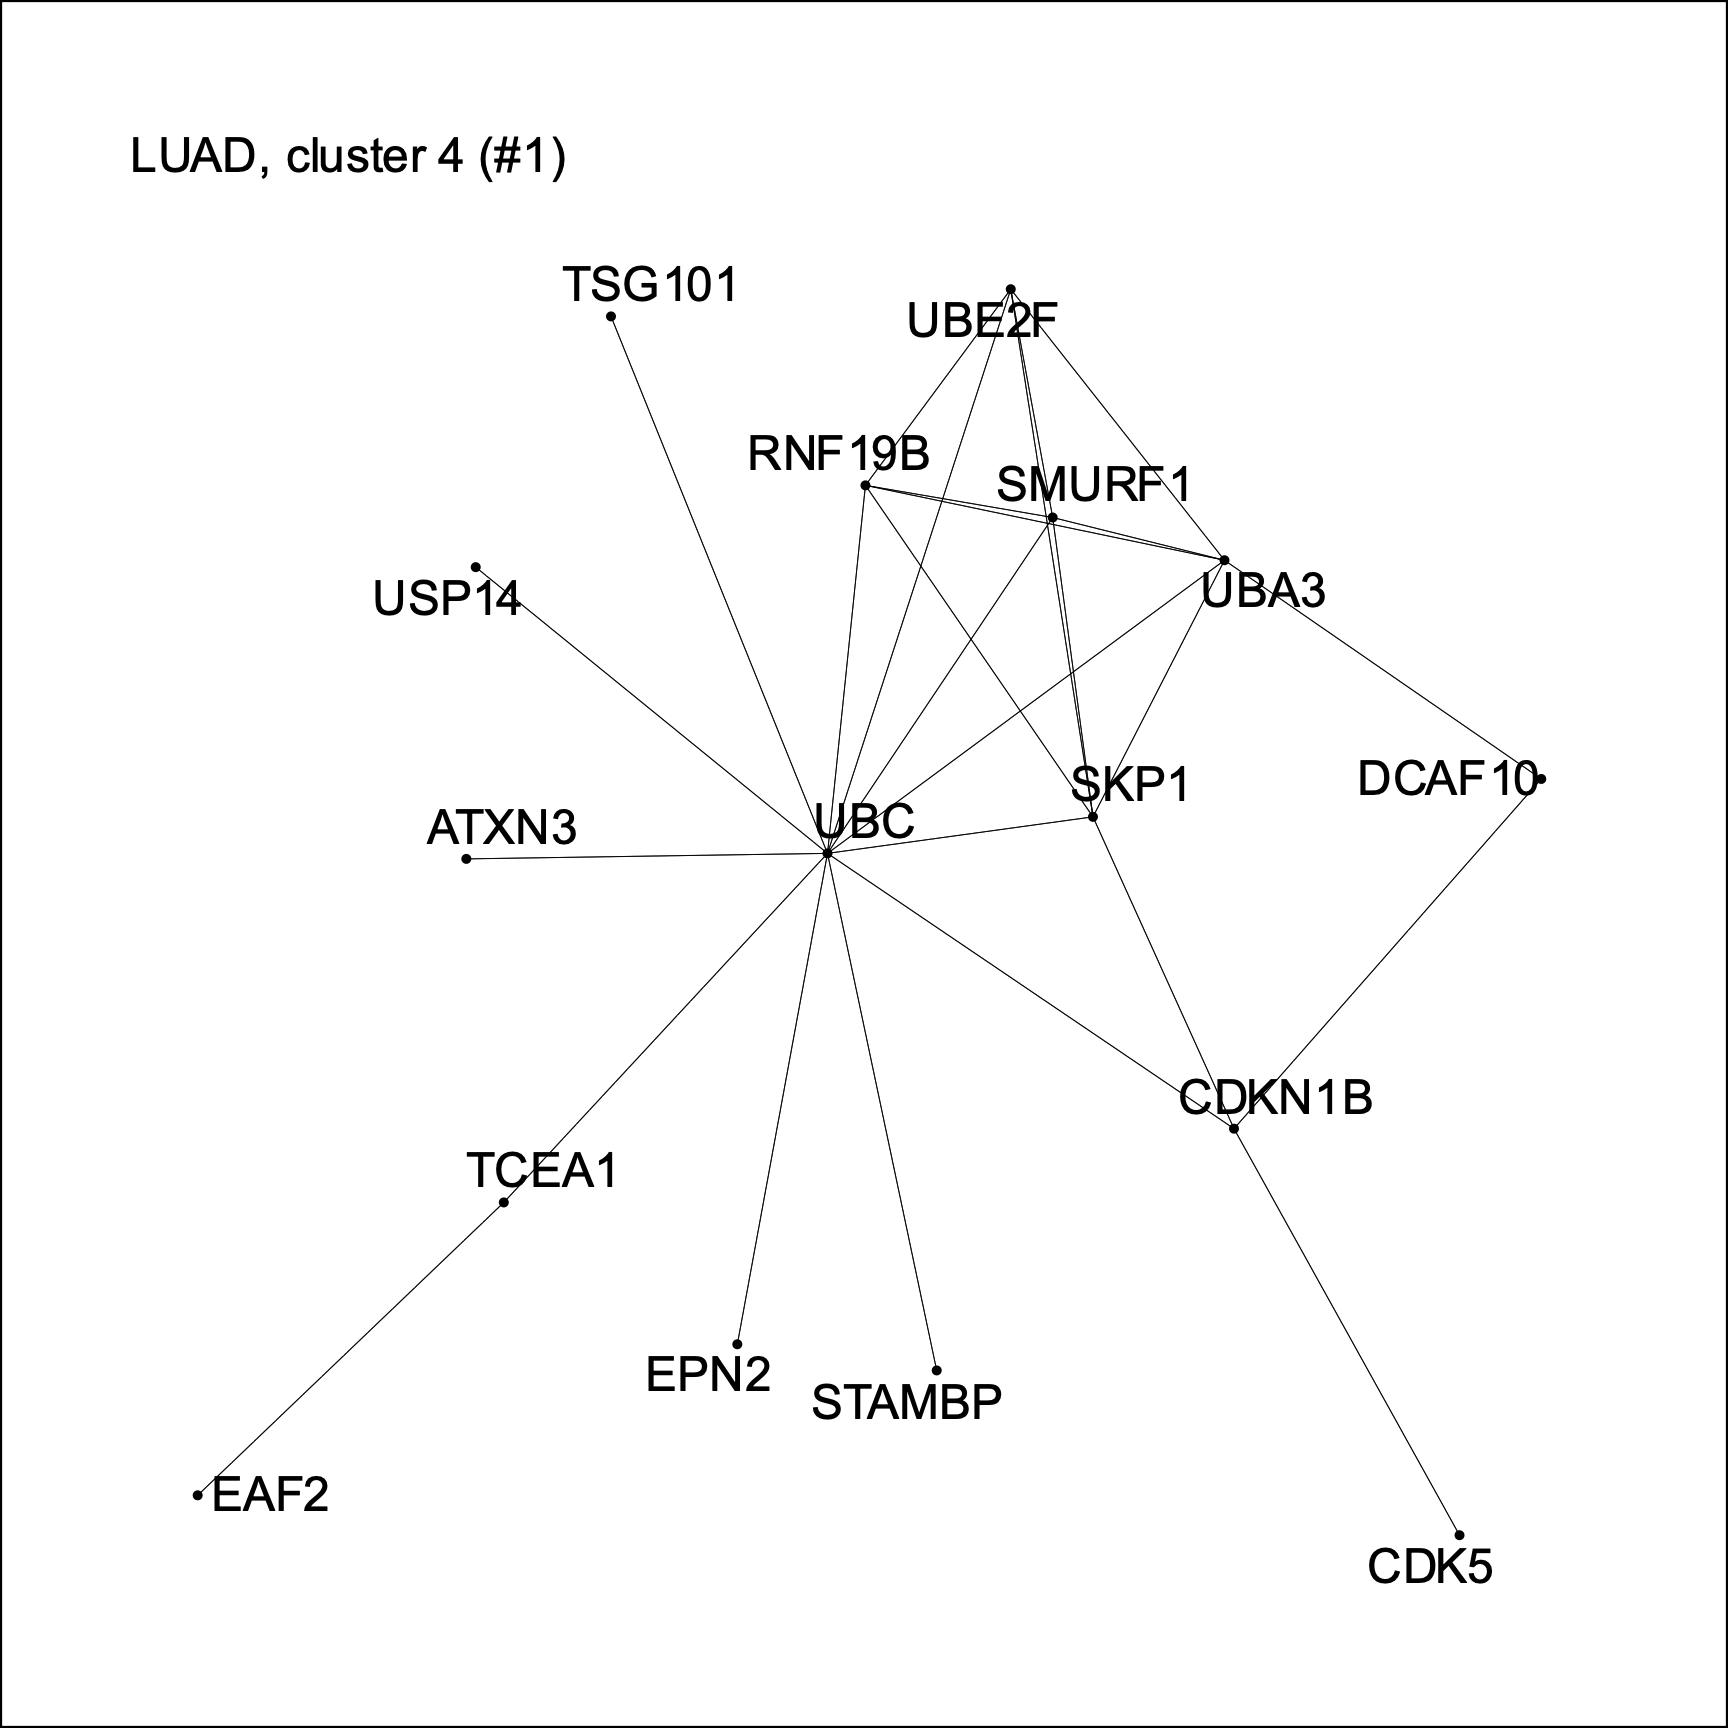 LUAD, cluster 4 (#1)
TSG101
UBE2F
RNF19B
SMURF1
USP14
UBA3
DCAF10
SKP1
UBC
ATXN3
CDKN1B
TCEA1
EPN2
STAMBP
EAF2
CDK5